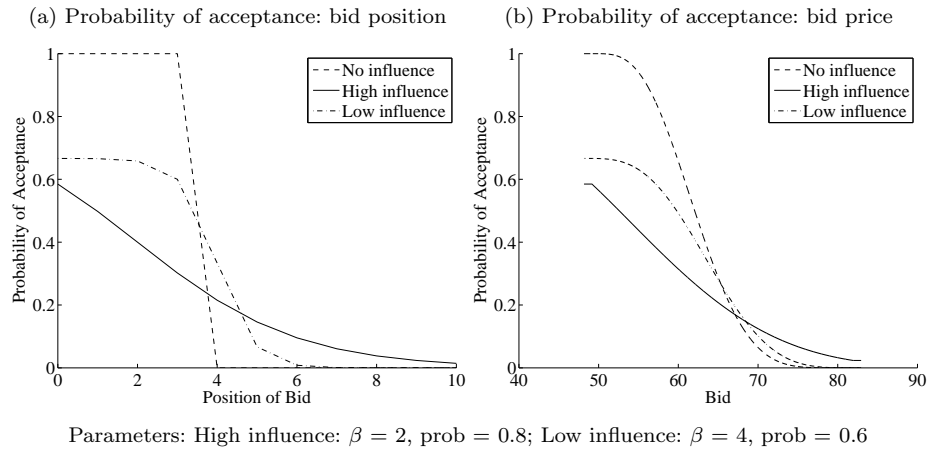 (a) Probability of acceptance: bid position
(b) Probability of acceptance: bid price
Probability of Acceptance
1
0.8
0.6
0.4
0.2
0
0 2 4 6 8 10
Position of Bid
No influence
High influence
Low influence
Probability of Acceptance
1
0.8
0.6
0.4
0.2
0
40 50 60 70 80 90
Bid
No influence
High influence
Low influence
Parameters: High influence: β = 2, prob = 0.8; Low influence: β = 4, prob = 0.6